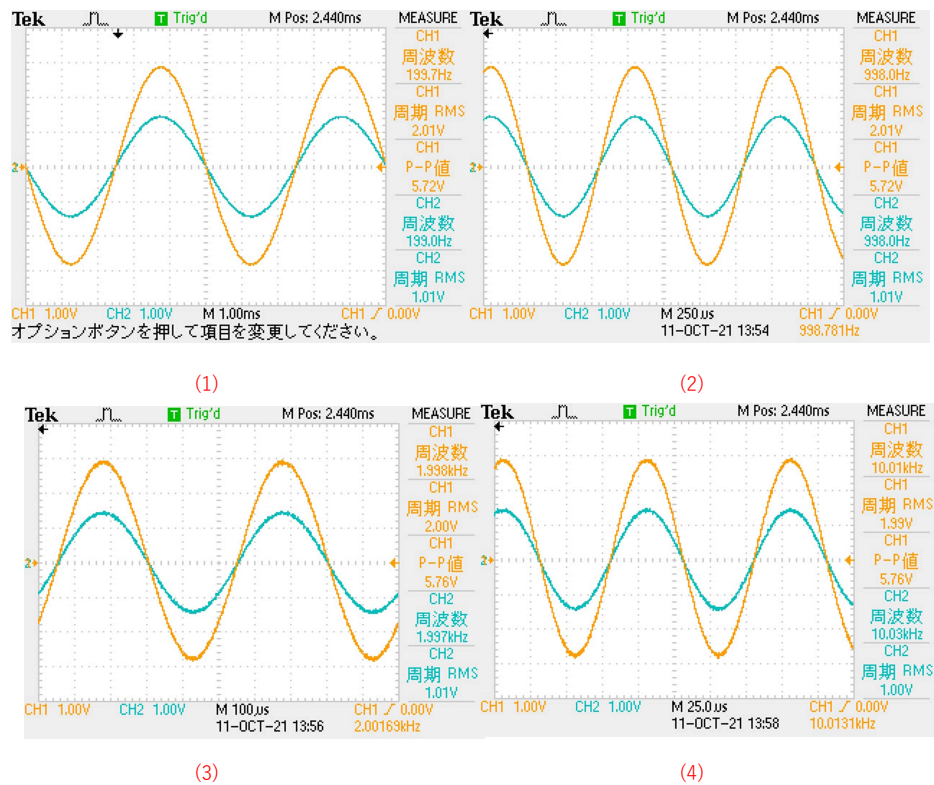 Tek Trig'd M Pos: 2.440ms MEASURE
CH1
周波数
199.7Hz
CH1
周期 RMS
2.01V
CH1
P-P値
5.72V
CH2
周波数
199.0Hz
CH2
周期 RMS
1.01V
2
CH1 1.00V CH2 1.00V M 1.00ms CH1 0.00V
オプションボタンを押して項目を変更してください。
(1)
Tek Trig'd M Pos: 2.440ms MEASURE
CH1
周波数
998.0Hz
CH1
周期 RMS
2.01V
CH1
P-P値
5.72V
CH2
周波数
998.0Hz
CH2
周期 RMS
1.01V
2
CH1 1.00V CH2 1.00V M 250µs CH1 0.00V
11-OCT-21 13:54 998.781Hz
(2)
Tek Trig'd M Pos: 2.440ms MEASURE
CH1
周波数
1.998kHz
CH1
周期 RMS
2.00V
CH1
P-P値
5.76V
CH2
周波数
1.997kHz
CH2
周期 RMS
1.01V
2
CH1 1.00V CH2 1.00V M 100µs CH1 0.00V
11-OCT-21 13:56 2.00169kHz
(3)
Tek Trig'd M Pos: 2.440ms MEASURE
CH1
周波数
10.01kHz
CH1
周期 RMS
1.99V
CH1
P-P値
5.76V
CH2
周波数
10.03kHz
CH2
周期 RMS
1.00V
2
CH1 1.00V CH2 1.00V M 25.0µs CH1 0.00V
11-OCT-21 13:58 10.0131kHz
(4)